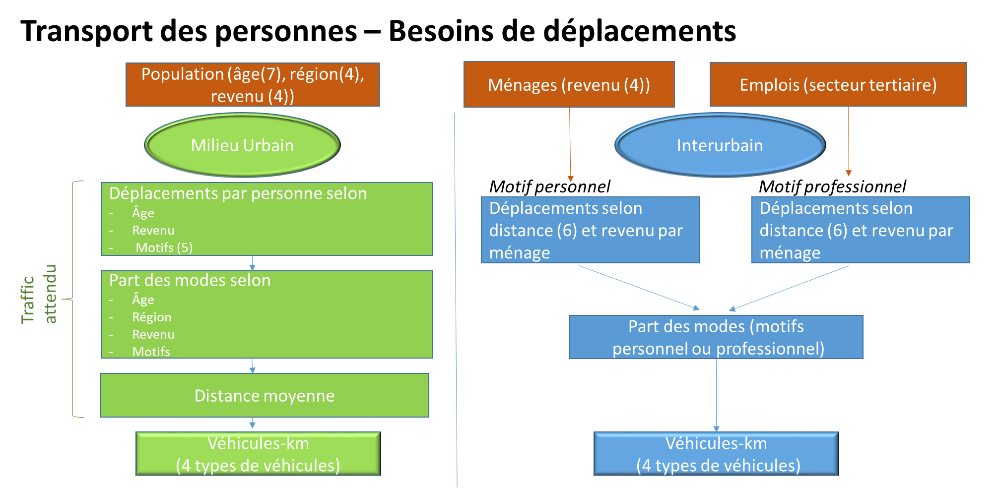 Transport des personnes – Besoins de déplacements
Population (âge(7), région(4),
revenu (4))
Milieu Urbain
Traffic
attendu
Déplacements par personne selon
- Âge
- Revenu
- Motifs (5)
Part des modes selon
- Âge
- Région
- Revenu
- Motifs
Distance moyenne
Véhicules-km
(4 types de véhicules)
Ménages (revenu (4))
Emplois (secteur tertiaire)
Interurbain
Motif personnel
Déplacements selon
distance (6) et revenu par
ménage
Motif professionnel
Déplacements selon
distance (6) et revenu par
ménage
Part des modes (motifs
personnel ou professionnel)
Véhicules-km
(4 types de véhicules)